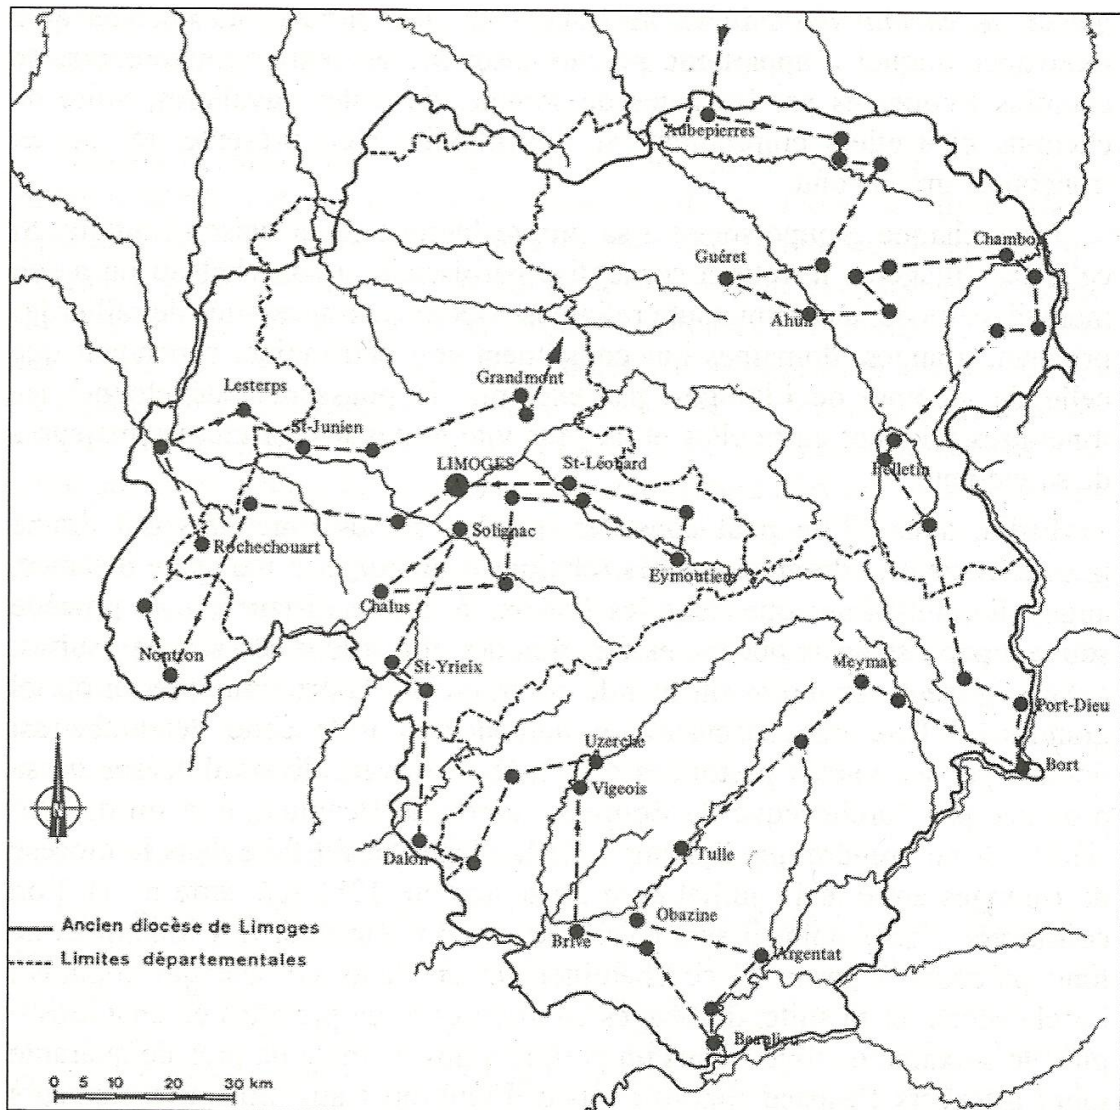 Aubepierres
Chambon
Guéret
Ahun
Grandmont
Lesterps
St-Junien
LIMOGES
St-Léonard
Felletin
Solignac
Rochechouart
Eymoutiers
Chalus
Nontron
St-Yrieix
Meymac
Port-Dieu
Uzerche
Bort
Vigeois
Dalon
Tulle
Obazine
Brive
Argentat
Ancien diocèse de Limoges
Limites départementales
Beaulieu
0 5 10 20 30 km
N